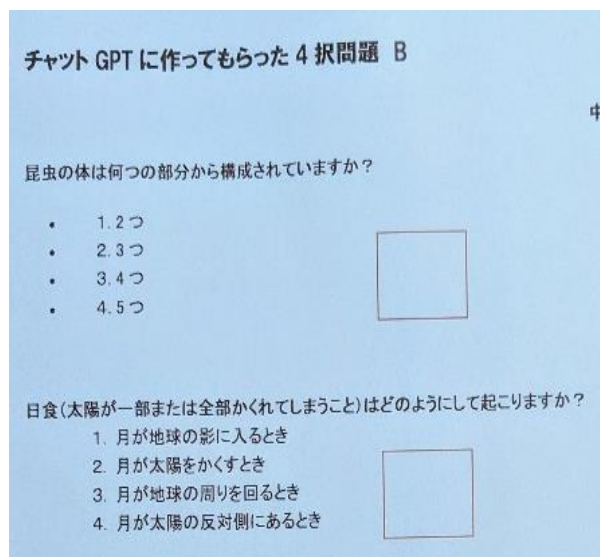 チャット GPT に作ってもらった 4 択問題 B
中
昆虫の体は何つの部分から構成されていますか?
• 1. 2つ
• 2. 3つ
• 3. 4つ
• 4. 5つ
日食(太陽が一部または全部かくれてしまうこと)はどのようにして起こりますか?
1. 月が地球の影に入るとき
2. 月が太陽をかくすとき
3. 月が地球の周りを回るとき
4. 月が太陽の反対側にあるとき